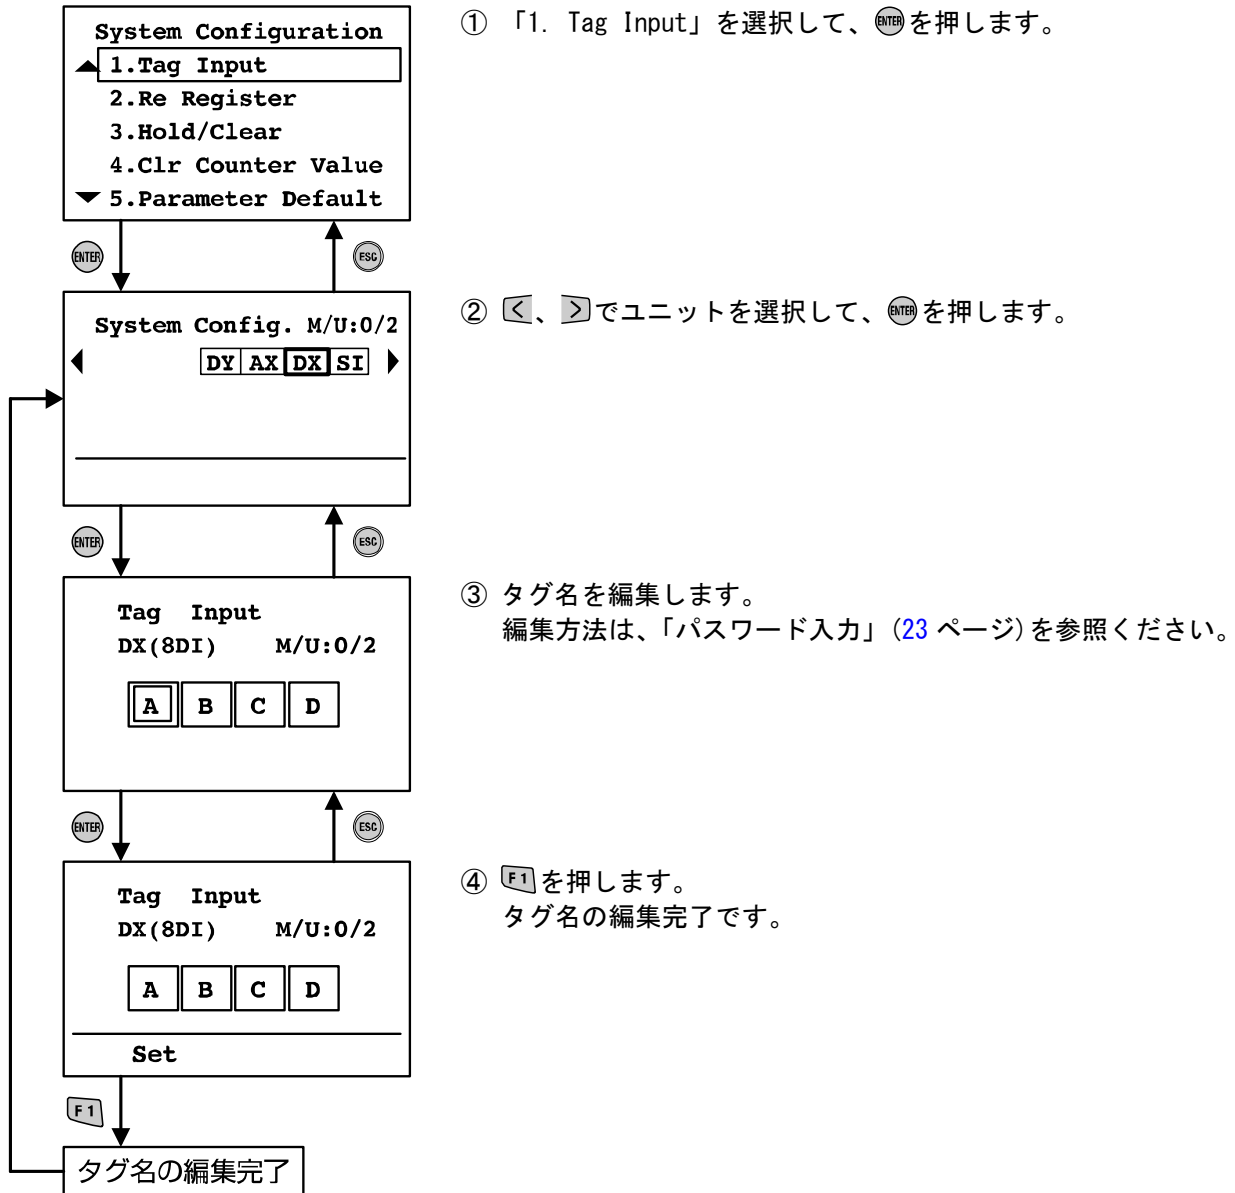 System Configuration
1.Tag Input
2.Re Register
3.Hold/Clear
4.Clr Counter Value
5.Parameter Default
① 「1. Tag Input」を選択して、ENTERを押します。
ENTER
ESC
System Config. M/U:0/2
DY AX DX SI
② <、>でユニットを選択して、ENTERを押します。
ENTER
ESC
Tag Input
DX(8DI) M/U:0/2
A B C D
③ タグ名を編集します。
編集方法は、「パスワード入力」(23 ページ)を参照ください。
ENTER
ESC
Tag Input
DX(8DI) M/U:0/2
A B C D
Set
④ F1を押します。
タグ名の編集完了です。
F1
タグ名の編集完了